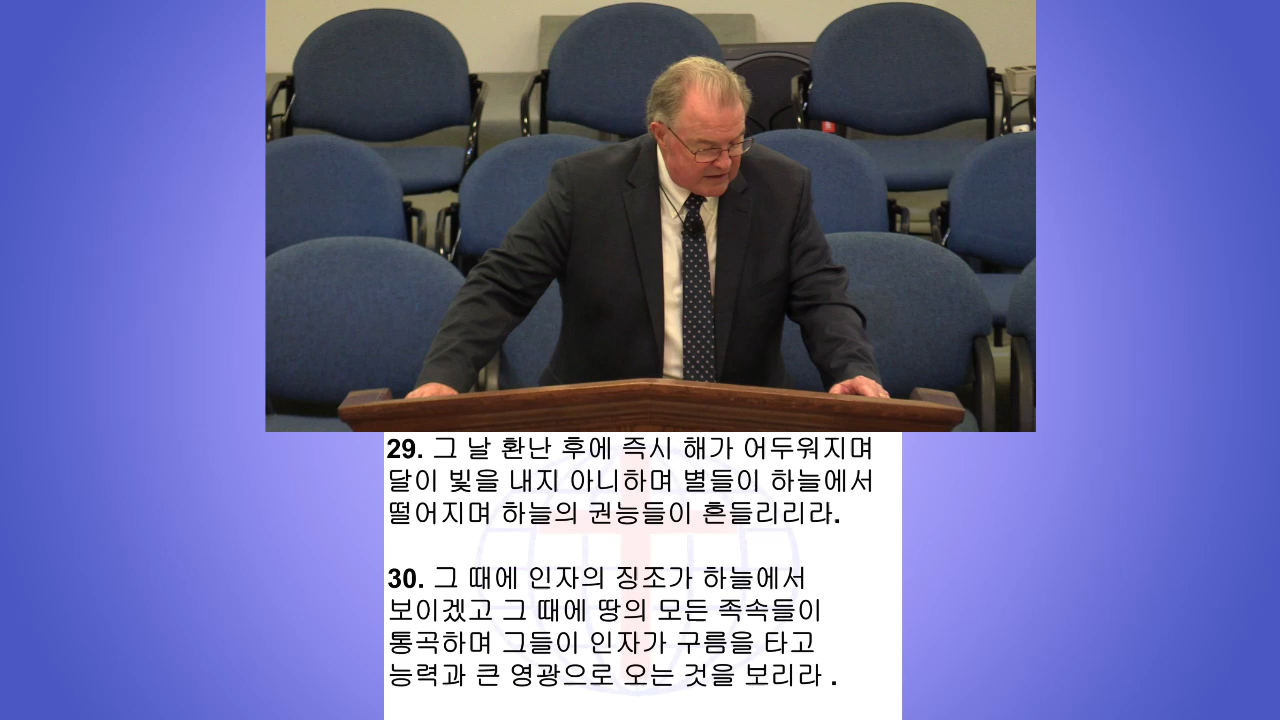 29. 그 날 환난 후에 즉시 해가 어두워지며
달이 빛을 내지 아니하며 별들이 하늘에서
떨어지며 하늘의 권능들이 흔들리리라.
30. 그 때에 인자의 징조가 하늘에서
보이겠고 그 때에 땅의 모든 족속들이
통곡하며 그들이 인자가 구름을 타고
능력과 큰 영광으로 오는 것을 보리라 .